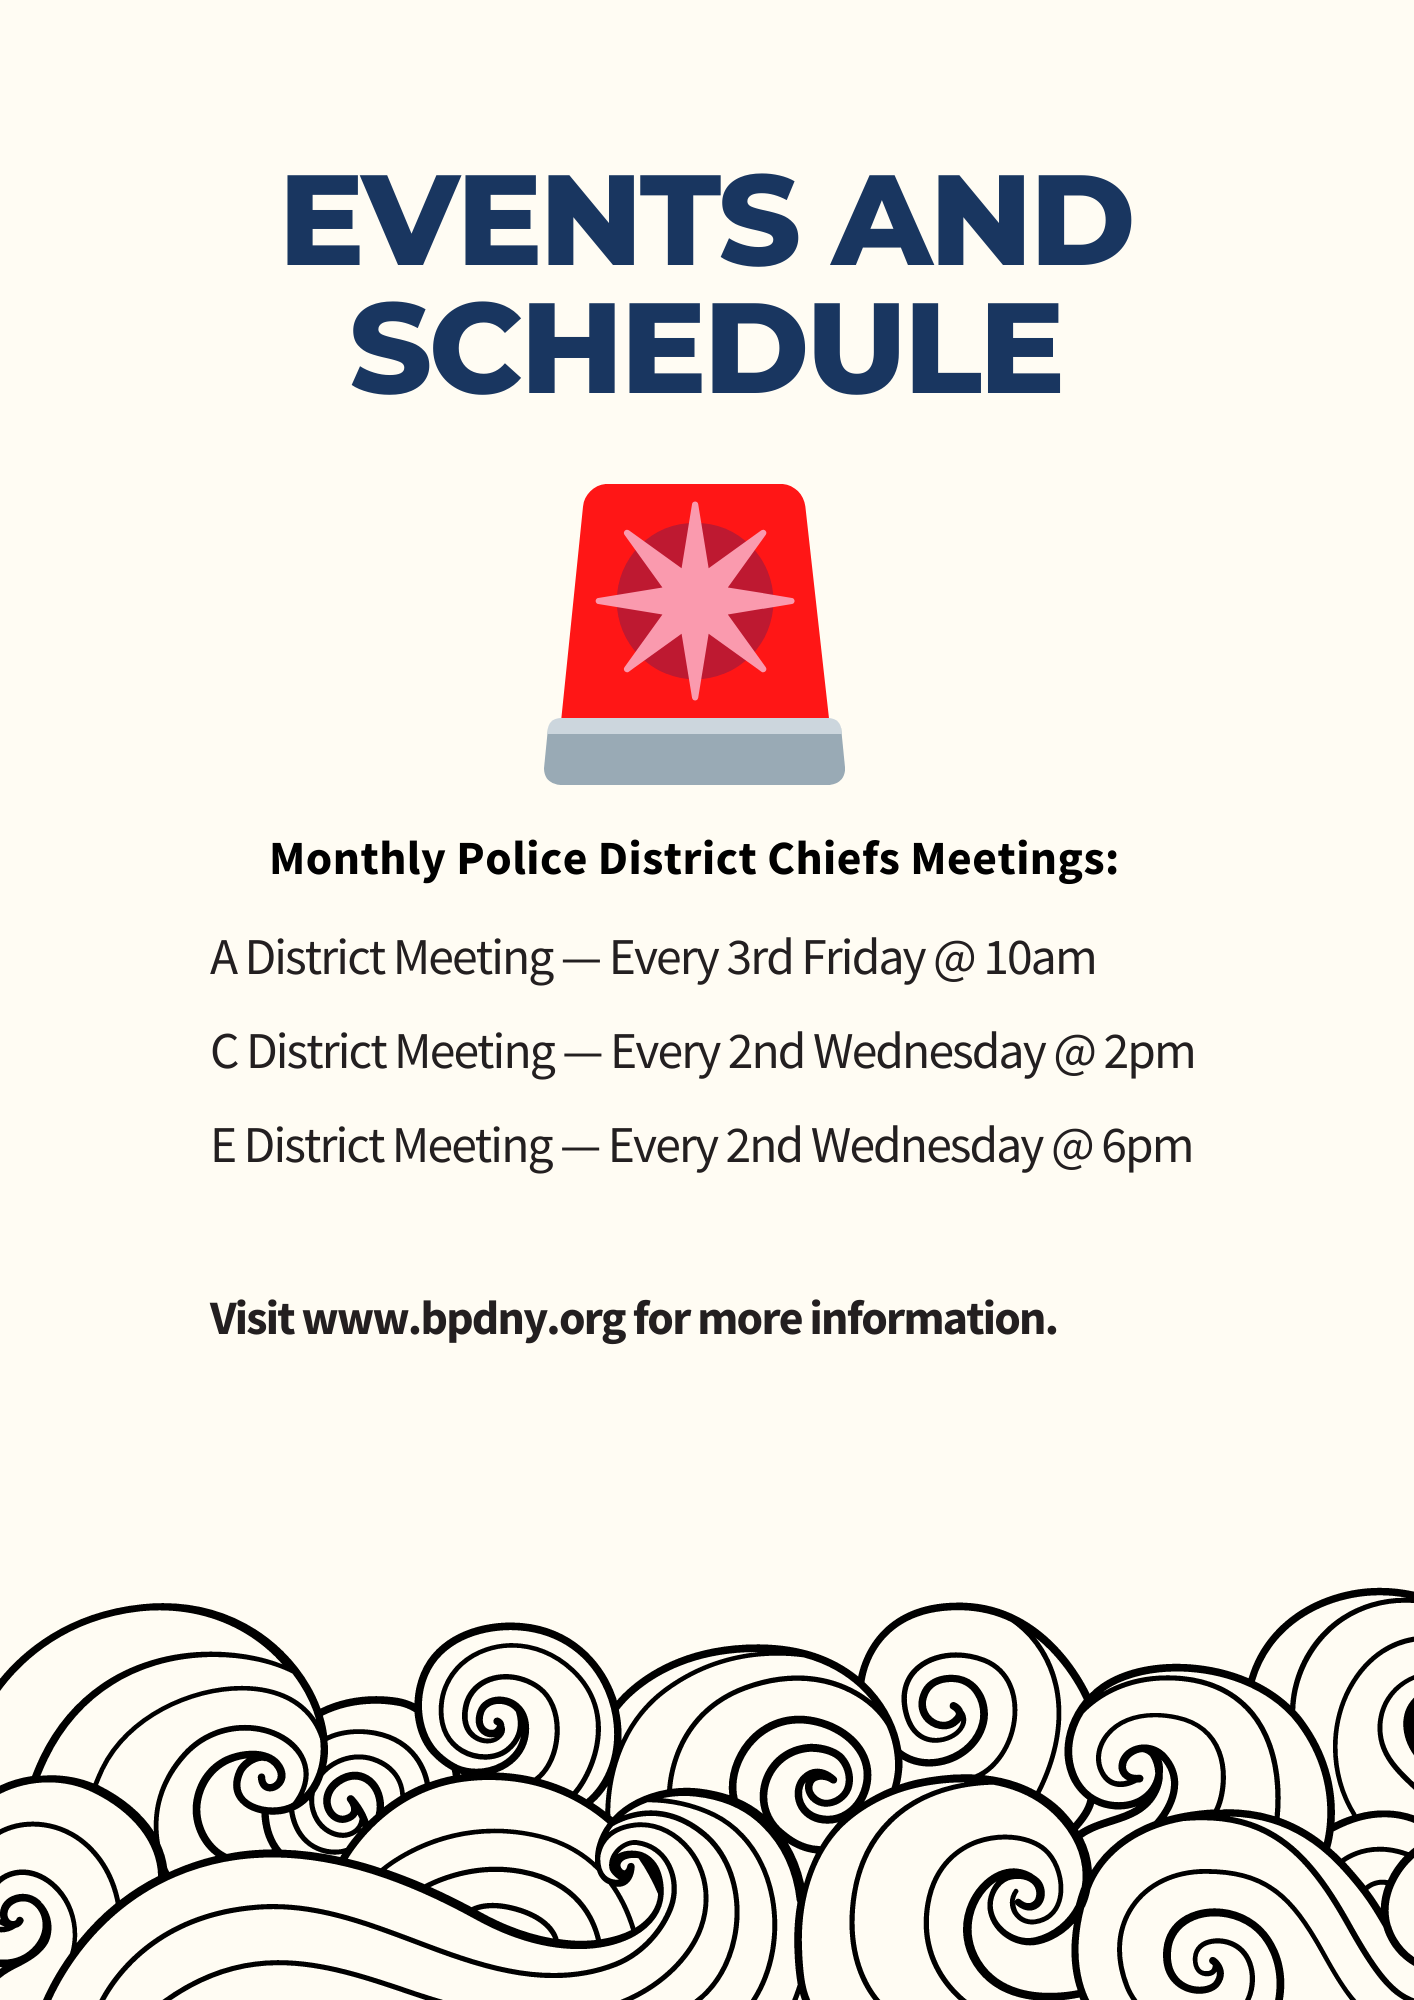 EVENTS AND
SCHEDULE
Monthly Police District Chiefs Meetings:
A District Meeting — Every 3rd Friday @ 10am
C District Meeting — Every 2nd Wednesday @ 2pm
E District Meeting — Every 2nd Wednesday @ 6pm
Visit www.bpdny.org for more information.